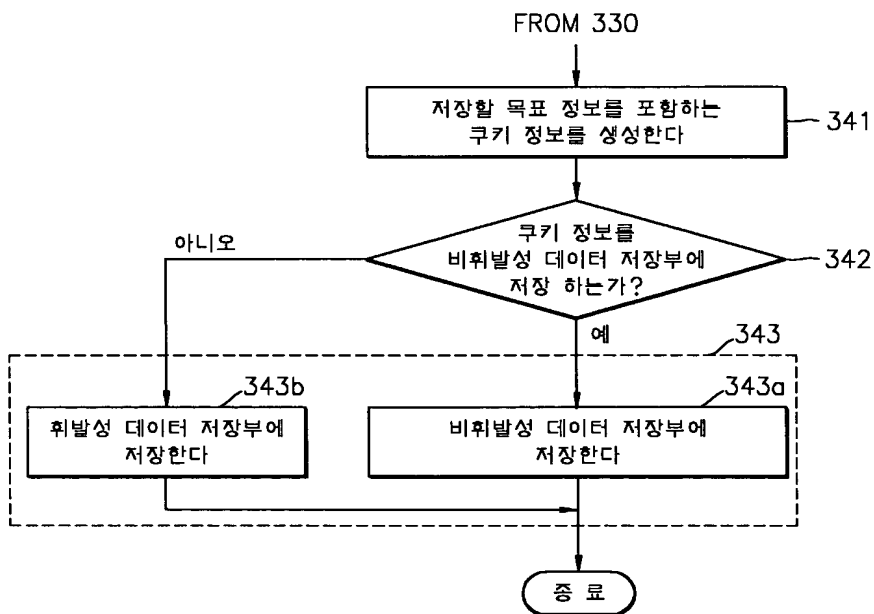 FROM 330
저장할 목표 정보를 포함하는
쿠키 정보를 생성한다
341
쿠키 정보를
비휘발성 데이터 저장부에
저장 하는가?
342
아니오
예
343
343b
343a
휘발성 데이터 저장부에
저장한다
비휘발성 데이터 저장부에
저장한다
종 료